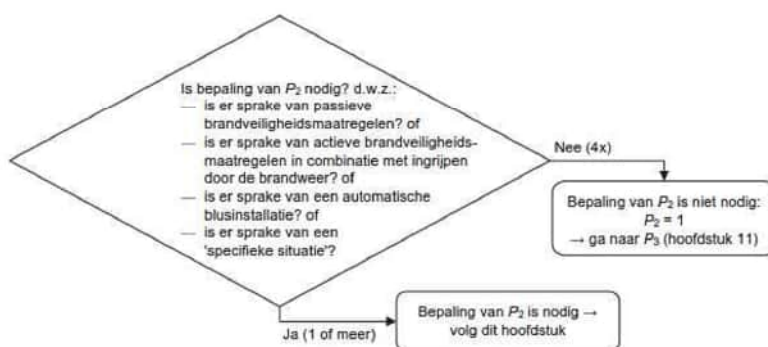 Is bepaling van P₂ nodig? d.w.z.:
— is er sprake van passieve
brandveiligheidsmaatregelen? of
— is er sprake van actieve brandveiligheids-
maatregelen in combinatie met ingrijpen
door de brandweer? of
— is er sprake van een automatische
blusinstallatie? of
— is er sprake van een
'specifieke situatie'?
Nee (4x)
Bepaling van P₂ is niet nodig:
P₂ = 1
→ ga naar P₃ (hoofdstuk 11)
Ja (1 of meer)
Bepaling van P₂ is nodig →
volg dit hoofdstuk